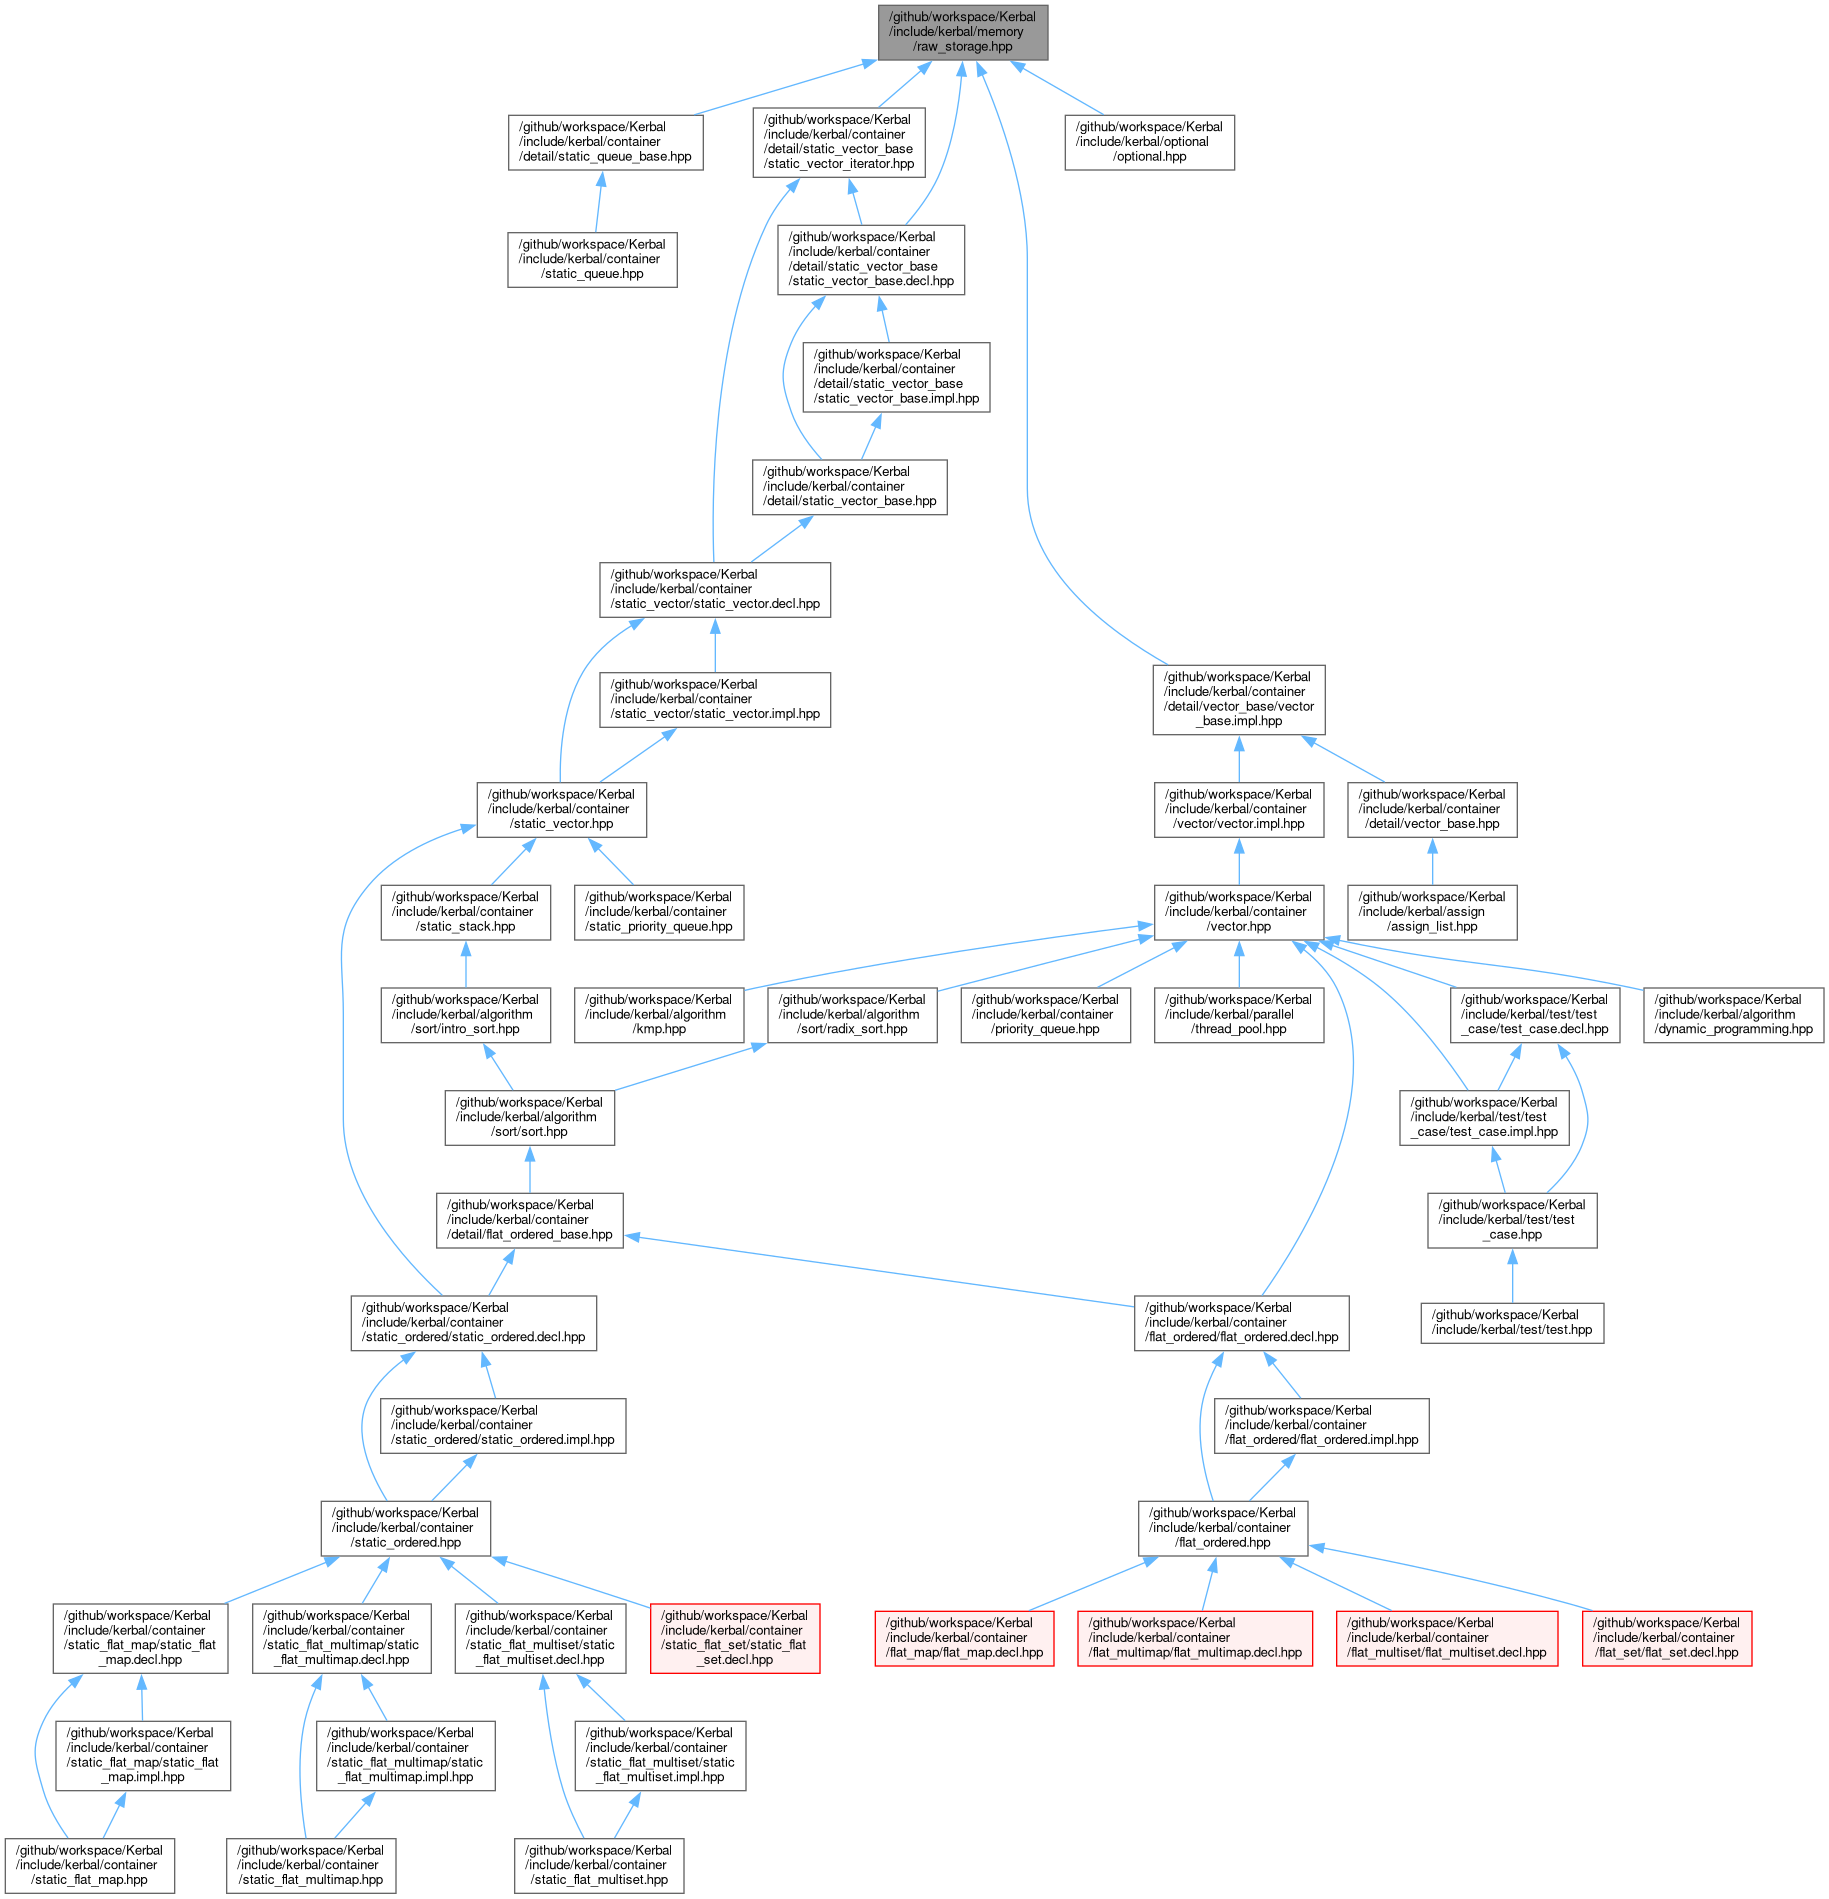 /github/workspace/Kerbal
/include/kerbal/memory
/raw_storage.hpp
/github/workspace/Kerbal
/include/kerbal/container
/detail/static_queue_base.hpp
/github/workspace/Kerbal
/include/kerbal/container
/detail/static_vector_base
/static_vector_iterator.hpp
/github/workspace/Kerbal
/include/kerbal/optional
/optional.hpp
/github/workspace/Kerbal
/include/kerbal/container
/static_queue.hpp
/github/workspace/Kerbal
/include/kerbal/container
/detail/static_vector_base
/static_vector_base.decl.hpp
/github/workspace/Kerbal
/include/kerbal/container
/detail/static_vector_base
/static_vector_base.impl.hpp
/github/workspace/Kerbal
/include/kerbal/container
/detail/static_vector_base.hpp
/github/workspace/Kerbal
/include/kerbal/container
/static_vector/static_vector.decl.hpp
/github/workspace/Kerbal
/include/kerbal/container
/static_vector/static_vector.impl.hpp
/github/workspace/Kerbal
/include/kerbal/container
/detail/vector_base/vector
_base.impl.hpp
/github/workspace/Kerbal
/include/kerbal/container
/static_vector.hpp
/github/workspace/Kerbal
/include/kerbal/container
/vector/vector.impl.hpp
/github/workspace/Kerbal
/include/kerbal/container
/detail/vector_base.hpp
/github/workspace/Kerbal
/include/kerbal/container
/static_stack.hpp
/github/workspace/Kerbal
/include/kerbal/container
/static_priority_queue.hpp
/github/workspace/Kerbal
/include/kerbal/container
/vector.hpp
/github/workspace/Kerbal
/include/kerbal/assign
/assign_list.hpp
/github/workspace/Kerbal
/include/kerbal/algorithm
/sort/intro_sort.hpp
/github/workspace/Kerbal
/include/kerbal/algorithm
/kmp.hpp
/github/workspace/Kerbal
/include/kerbal/algorithm
/sort/radix_sort.hpp
/github/workspace/Kerbal
/include/kerbal/container
/priority_queue.hpp
/github/workspace/Kerbal
/include/kerbal/parallel
/thread_pool.hpp
/github/workspace/Kerbal
/include/kerbal/test/test
_case/test_case.decl.hpp
/github/workspace/Kerbal
/include/kerbal/algorithm
/dynamic_programming.hpp
/github/workspace/Kerbal
/include/kerbal/algorithm
/sort/sort.hpp
/github/workspace/Kerbal
/include/kerbal/test/test
_case/test_case.impl.hpp
/github/workspace/Kerbal
/include/kerbal/container
/detail/flat_ordered_base.hpp
/github/workspace/Kerbal
/include/kerbal/test/test
_case.hpp
/github/workspace/Kerbal
/include/kerbal/container
/static_ordered/static_ordered.decl.hpp
/github/workspace/Kerbal
/include/kerbal/container
/flat_ordered/flat_ordered.decl.hpp
/github/workspace/Kerbal
/include/kerbal/test/test.hpp
/github/workspace/Kerbal
/include/kerbal/container
/static_ordered/static_ordered.impl.hpp
/github/workspace/Kerbal
/include/kerbal/container
/flat_ordered/flat_ordered.impl.hpp
/github/workspace/Kerbal
/include/kerbal/container
/static_ordered.hpp
/github/workspace/Kerbal
/include/kerbal/container
/flat_ordered.hpp
/github/workspace/Kerbal
/include/kerbal/container
/static_flat_map/static_flat
_map.decl.hpp
/github/workspace/Kerbal
/include/kerbal/container
/static_flat_multimap/static
_flat_multimap.decl.hpp
/github/workspace/Kerbal
/include/kerbal/container
/static_flat_multiset/static
_flat_multiset.decl.hpp
/github/workspace/Kerbal
/include/kerbal/container
/static_flat_set/static_flat
_set.decl.hpp
/github/workspace/Kerbal
/include/kerbal/container
/flat_map/flat_map.decl.hpp
/github/workspace/Kerbal
/include/kerbal/container
/flat_multimap/flat_multimap.decl.hpp
/github/workspace/Kerbal
/include/kerbal/container
/flat_multiset/flat_multiset.decl.hpp
/github/workspace/Kerbal
/include/kerbal/container
/flat_set/flat_set.decl.hpp
/github/workspace/Kerbal
/include/kerbal/container
/static_flat_map/static_flat
_map.impl.hpp
/github/workspace/Kerbal
/include/kerbal/container
/static_flat_multimap/static
_flat_multimap.impl.hpp
/github/workspace/Kerbal
/include/kerbal/container
/static_flat_multiset/static
_flat_multiset.impl.hpp
/github/workspace/Kerbal
/include/kerbal/container
/static_flat_map.hpp
/github/workspace/Kerbal
/include/kerbal/container
/static_flat_multimap.hpp
/github/workspace/Kerbal
/include/kerbal/container
/static_flat_multiset.hpp